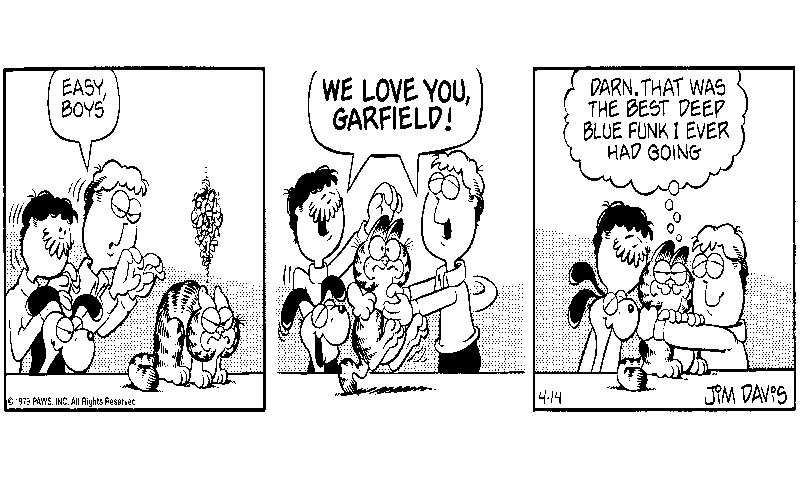 EASY,
BOYS
WE LOVE YOU,
GARFIELD!
DARN. THAT WAS
THE BEST DEEP
BLUE FUNK I EVER
HAD GOING
© 1979 PAWS, INC. All Rights Reserved.
4-14
JIM DAVIS